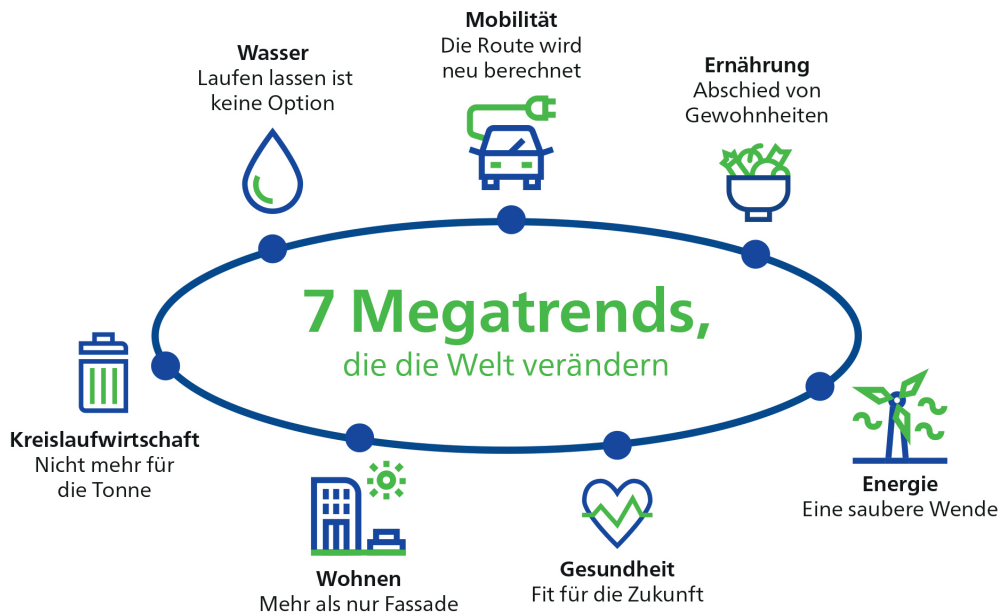 Mobilität
Die Route wird
neu berechnet
Wasser
Laufen lassen ist
keine Option
Ernährung
Abschied von
Gewohnheiten
7 Megatrends,
die die Welt verändern
Kreislaufwirtschaft
Nicht mehr für
die Tonne
Energie
Eine saubere Wende
Wohnen
Mehr als nur Fassade
Gesundheit
Fit für die Zukunft